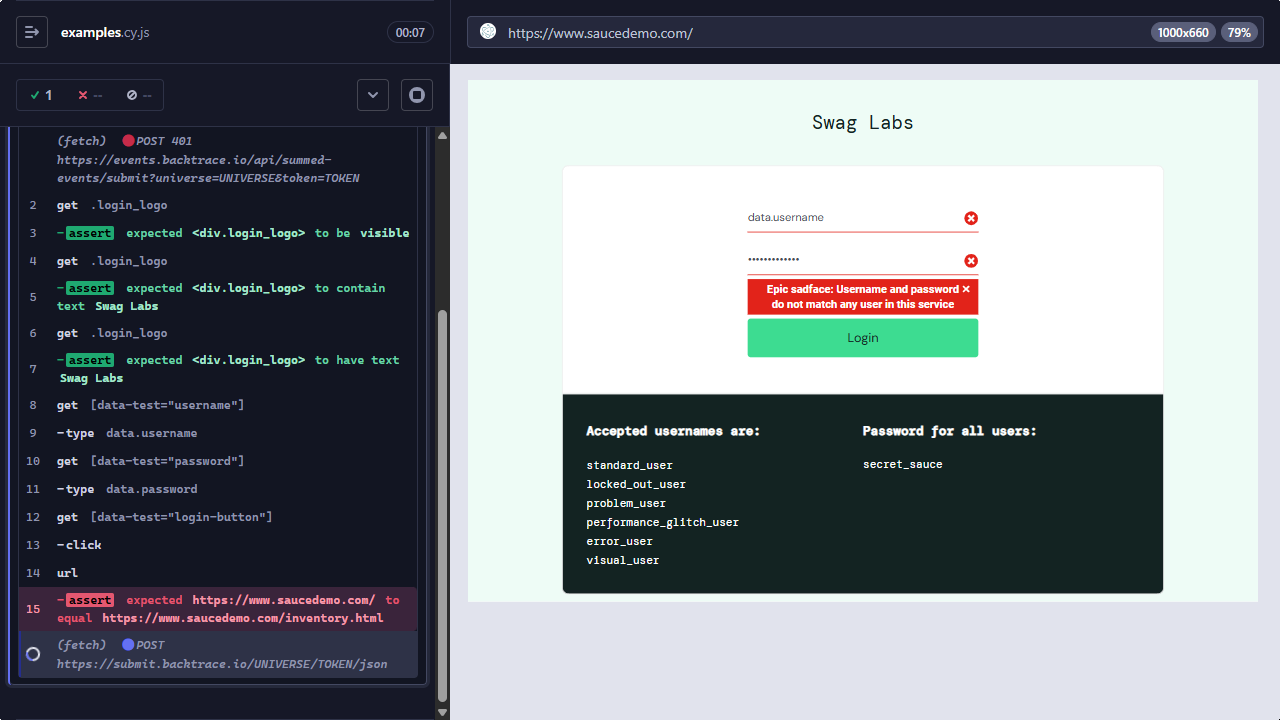 examples.cy.js
00:07
1 -- --
(fetch) POST 401
https://events.backtrace.io/api/summed-
events/submit?universe=UNIVERSE&token=TOKEN
2 get .login_logo
3 -assert expected <div.login_logo> to be visible
4 get .login_logo
5 -assert expected <div.login_logo> to contain
text Swag Labs
6 get .login_logo
7 -assert expected <div.login_logo> to have text
Swag Labs
8 get [data-test="username"]
9 -type data.username
10 get [data-test="password"]
11 -type data.password
12 get [data-test="login-button"]
13 -click
14 url
15 -assert expected https://www.saucedemo.com/ to
equal https://www.saucedemo.com/inventory.html
(fetch) POST
https://submit.backtrace.io/UNIVERSE/TOKEN/json
https://www.saucedemo.com/
1000x660 79%
Swag Labs
data.username
•••••••••••••
Epic sadface: Username and password
do not match any user in this service
Login
Accepted usernames are:
standard_user
locked_out_user
problem_user
performance_glitch_user
error_user
visual_user
Password for all users:
secret_sauce